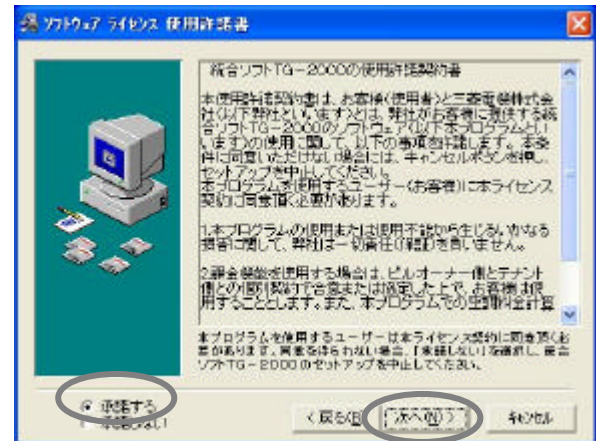 ソフトウェア ライセンス 使用許諾書
統合ソフトTG－2000の使用許諾契約書
本使用許諾契約書は、お客様(使用者)と三菱電機株式会
社(以下弊社といいます)とは、弊社がお客様に提供する統
合ソフトTG－2000のソフトウェア(以下本プログラムとい
います)の使用に関して、以下の事項を許諾します。本条
件に同意いただけない場合には、キャンセルボタンを押し、
セットアップを中止してください。
本プログラムを使用するユーザー(お客様)に本ライセンス
契約に同意頂く必要があります。
1.本プログラムの使用または使用不能から生じるいかなる
損害に関して、弊社は一切責任(保証)を負いません。
2.課金機能を使用する場合は、ビルオーナー側とテナント
側との個別契約で合意または協定した上で、お客様は使
用することとします。また、本プログラムでの空調料金計算
本プログラムを使用するユーザーは本ライセンス契約に同意頂く必
要があります。同意を得られない場合、「承諾しない」を選択し、統合
ソフトTG－2000のセットアップを中止してください。
承諾する
承諾しない
< 戻る(B)
次へ(N) >
キャンセル